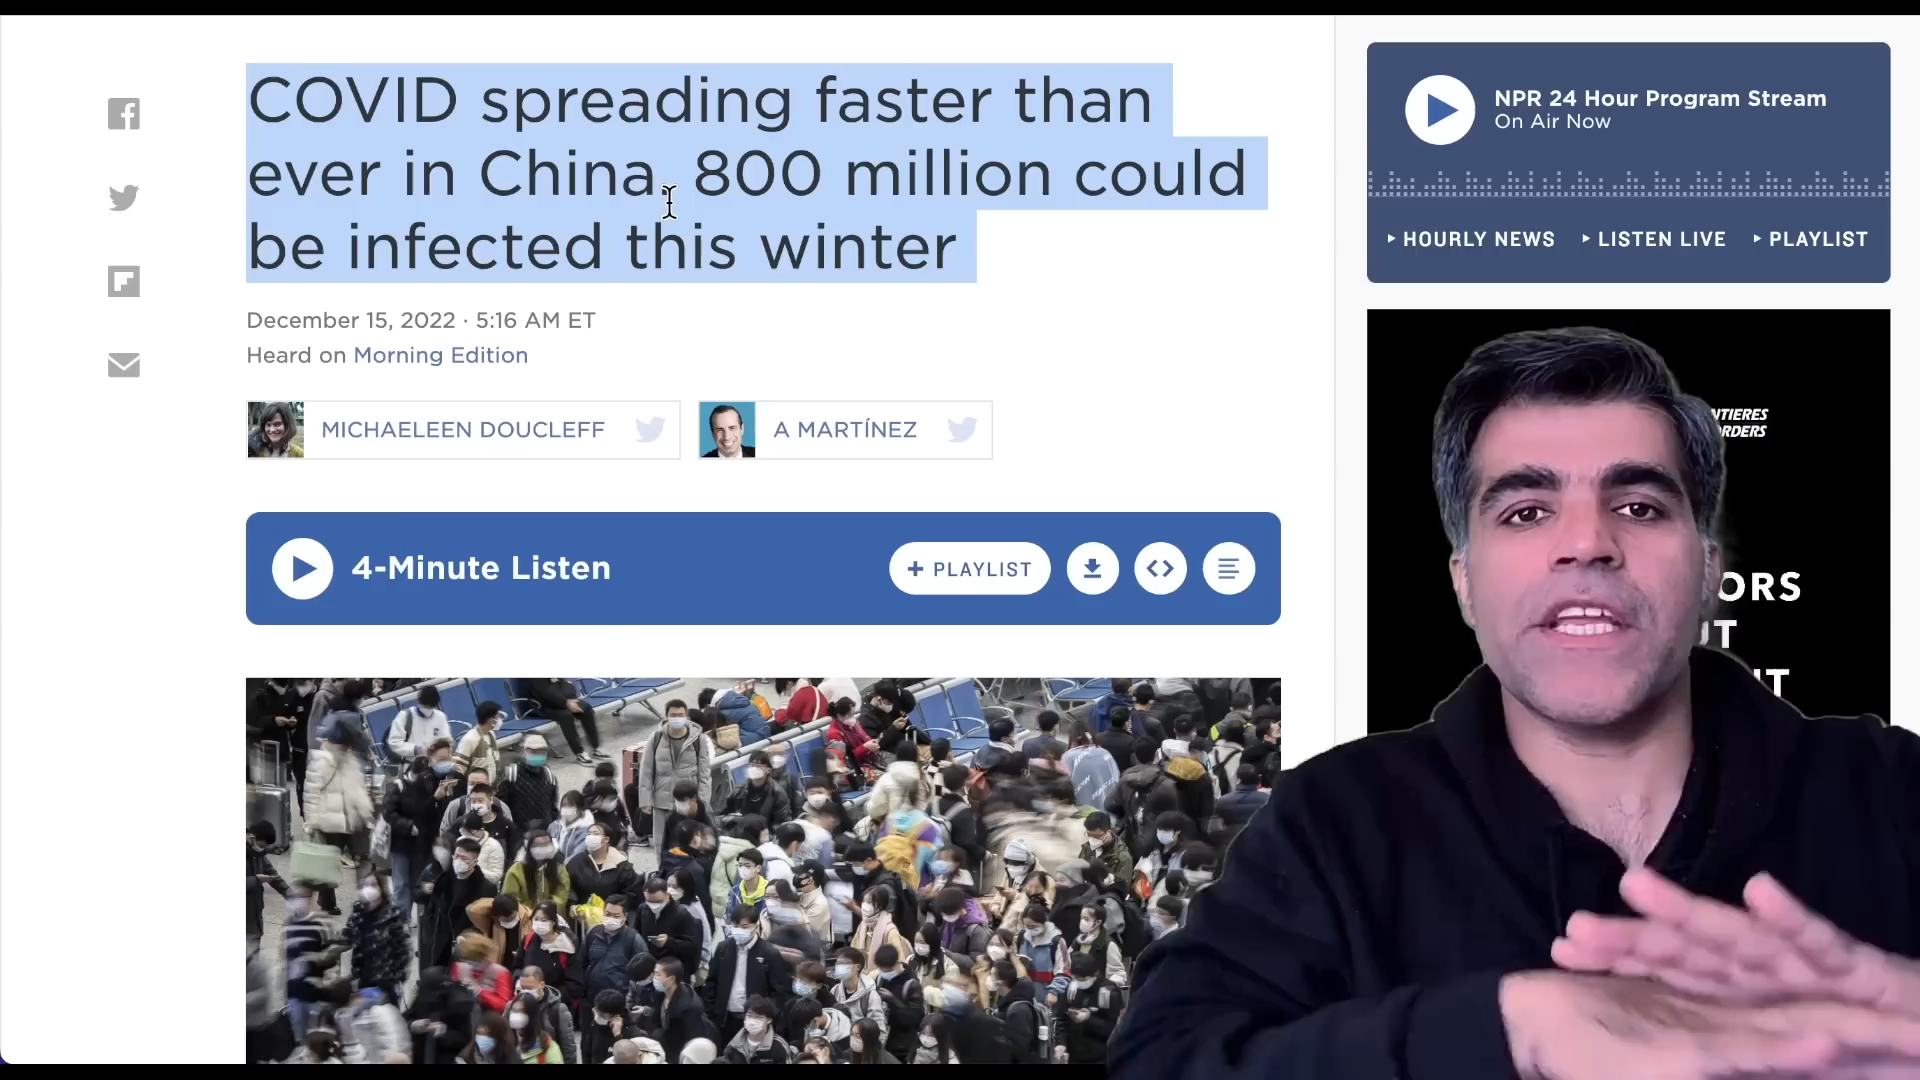 COVID spreading faster than
ever in China. 800 million could
be infected this winter
December 15, 2022 · 5:16 AM ET
Heard on Morning Edition
MICHAELEEN DOUCLEFF
A MARTÍNEZ
4-Minute Listen
+ PLAYLIST
NPR 24 Hour Program Stream
On Air Now
HOURLY NEWS
LISTEN LIVE
PLAYLIST